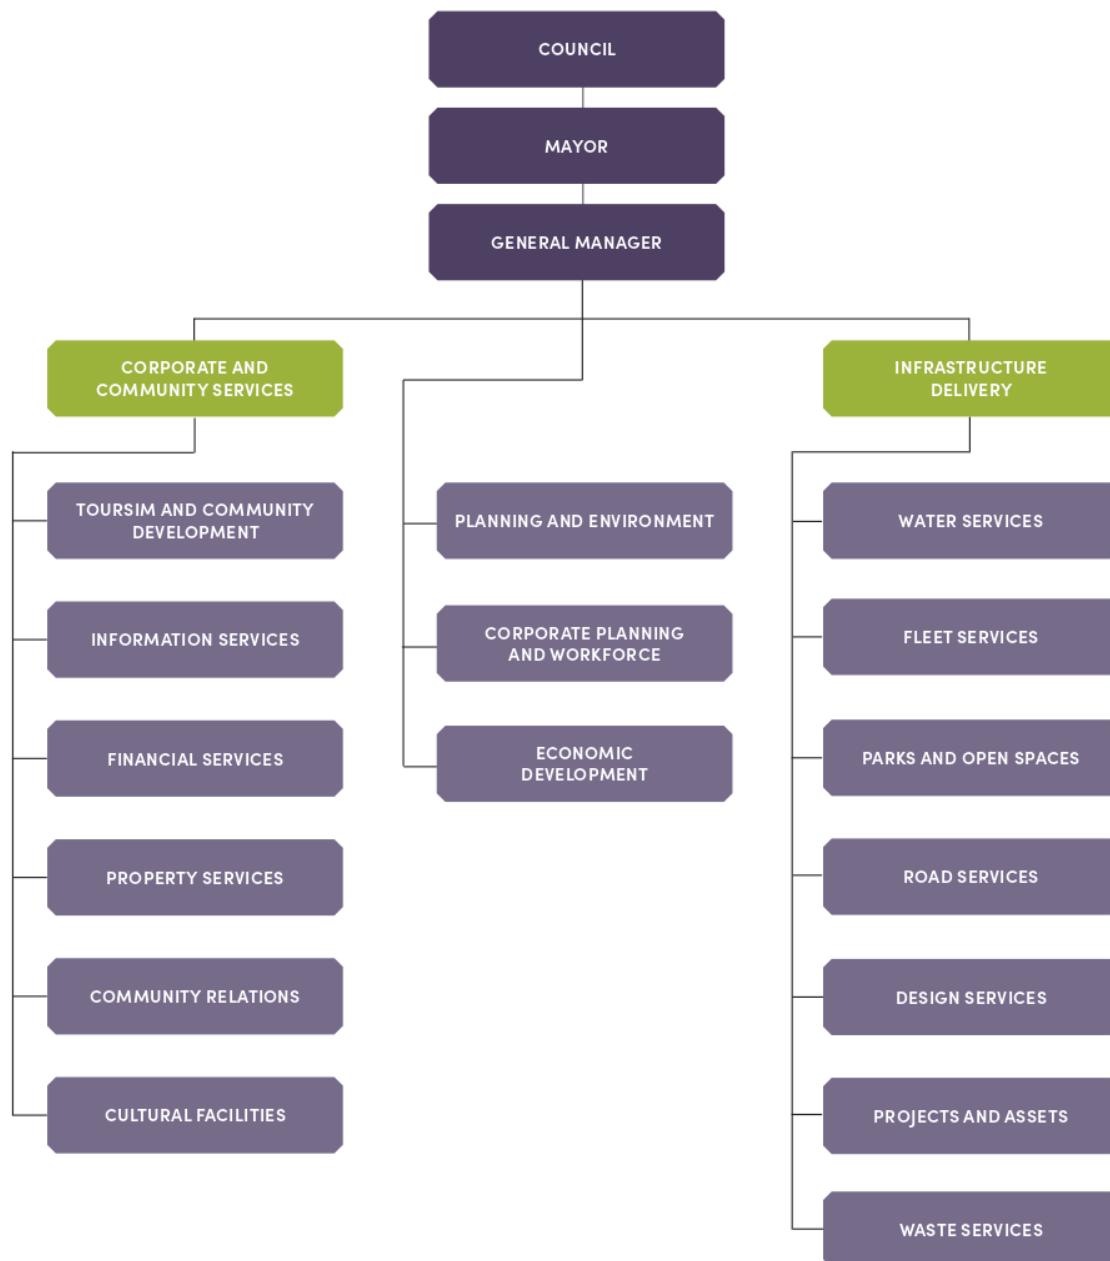 COUNCIL
MAYOR
GENERAL MANAGER
CORPORATE AND
COMMUNITY SERVICES
TOURSIM AND COMMUNITY
DEVELOPMENT
INFORMATION SERVICES
FINANCIAL SERVICES
PROPERTY SERVICES
COMMUNITY RELATIONS
CULTURAL FACILITIES
PLANNING AND ENVIRONMENT
CORPORATE PLANNING
AND WORKFORCE
ECONOMIC
DEVELOPMENT
INFRASTRUCTURE
DELIVERY
WATER SERVICES
FLEET SERVICES
PARKS AND OPEN SPACES
ROAD SERVICES
DESIGN SERVICES
PROJECTS AND ASSETS
WASTE SERVICES